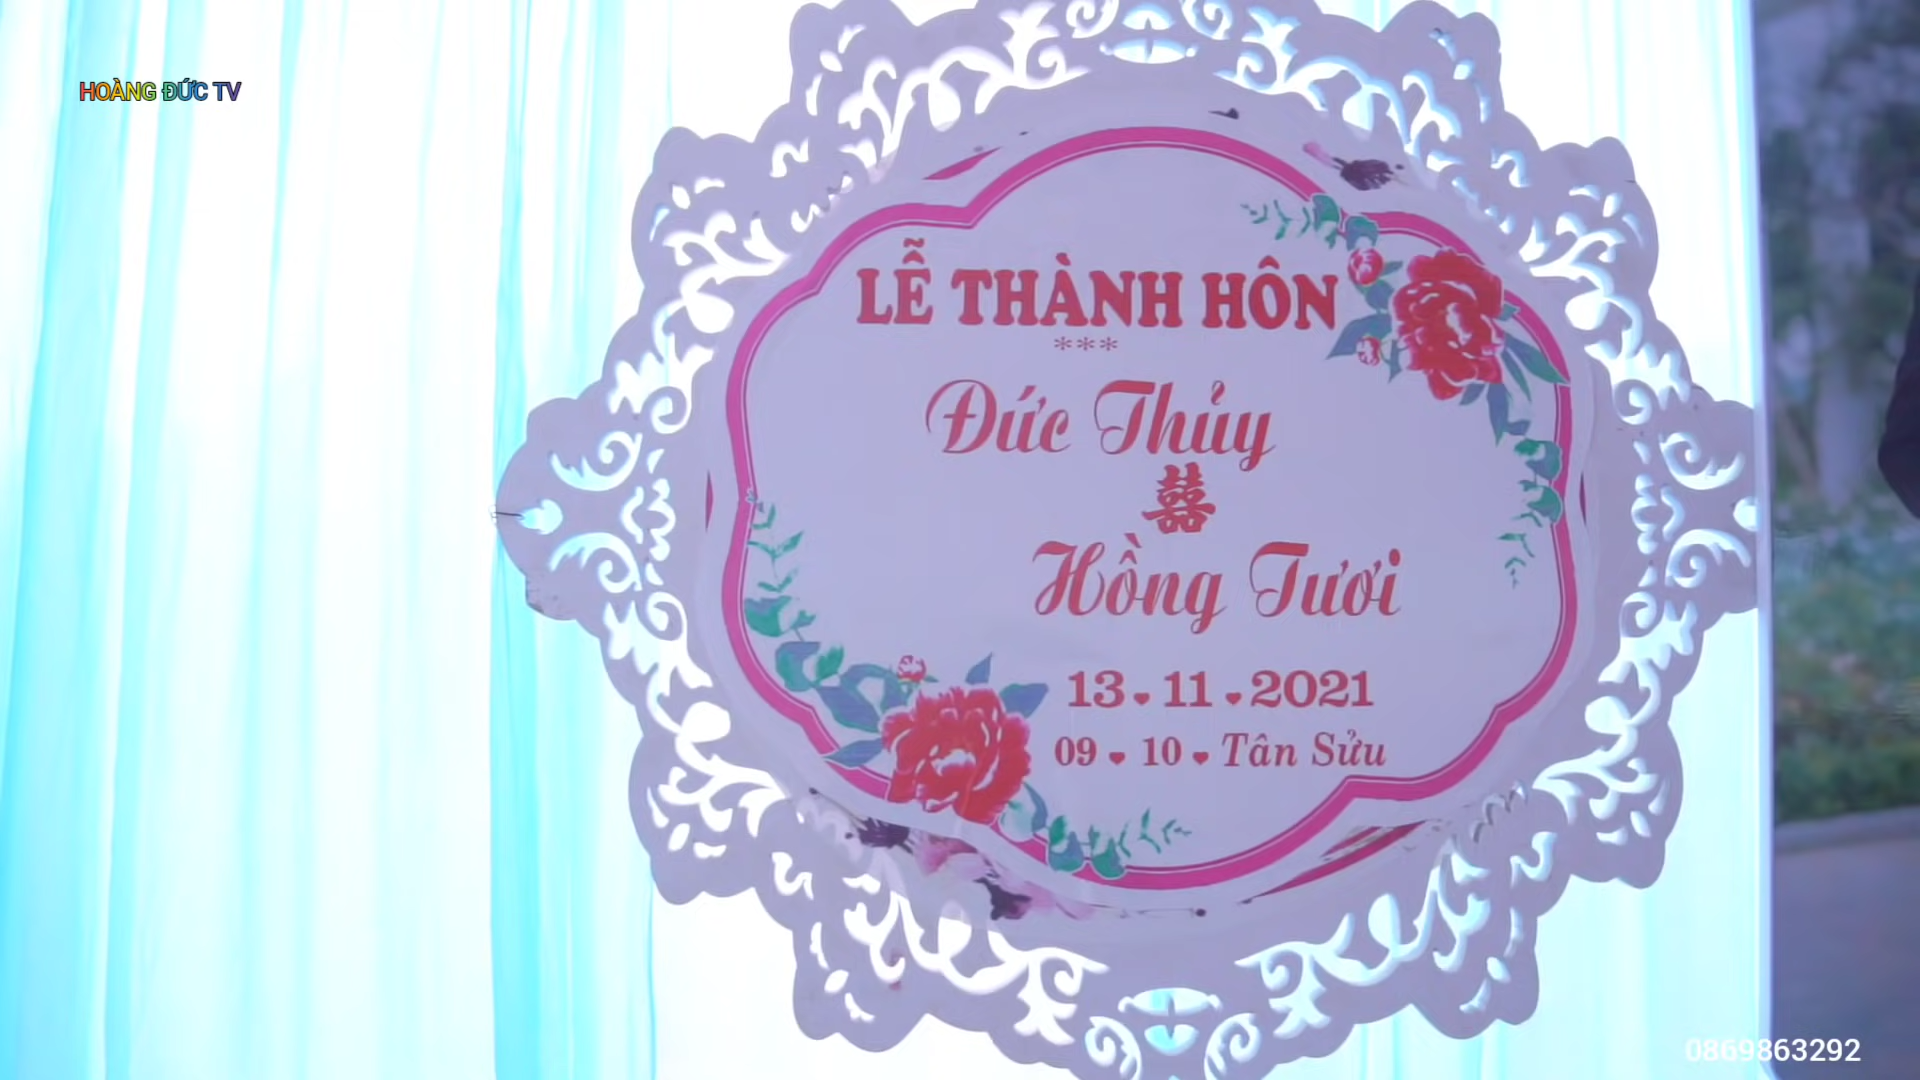 HOÀNG ĐỨC TV
LỄ THÀNH HÔN
***
Đức Thủy
囍
Hồng Tươi
13 ♥ 11 ♥ 2021
09 ♥ 10 ♥ Tân Sửu
0869863292